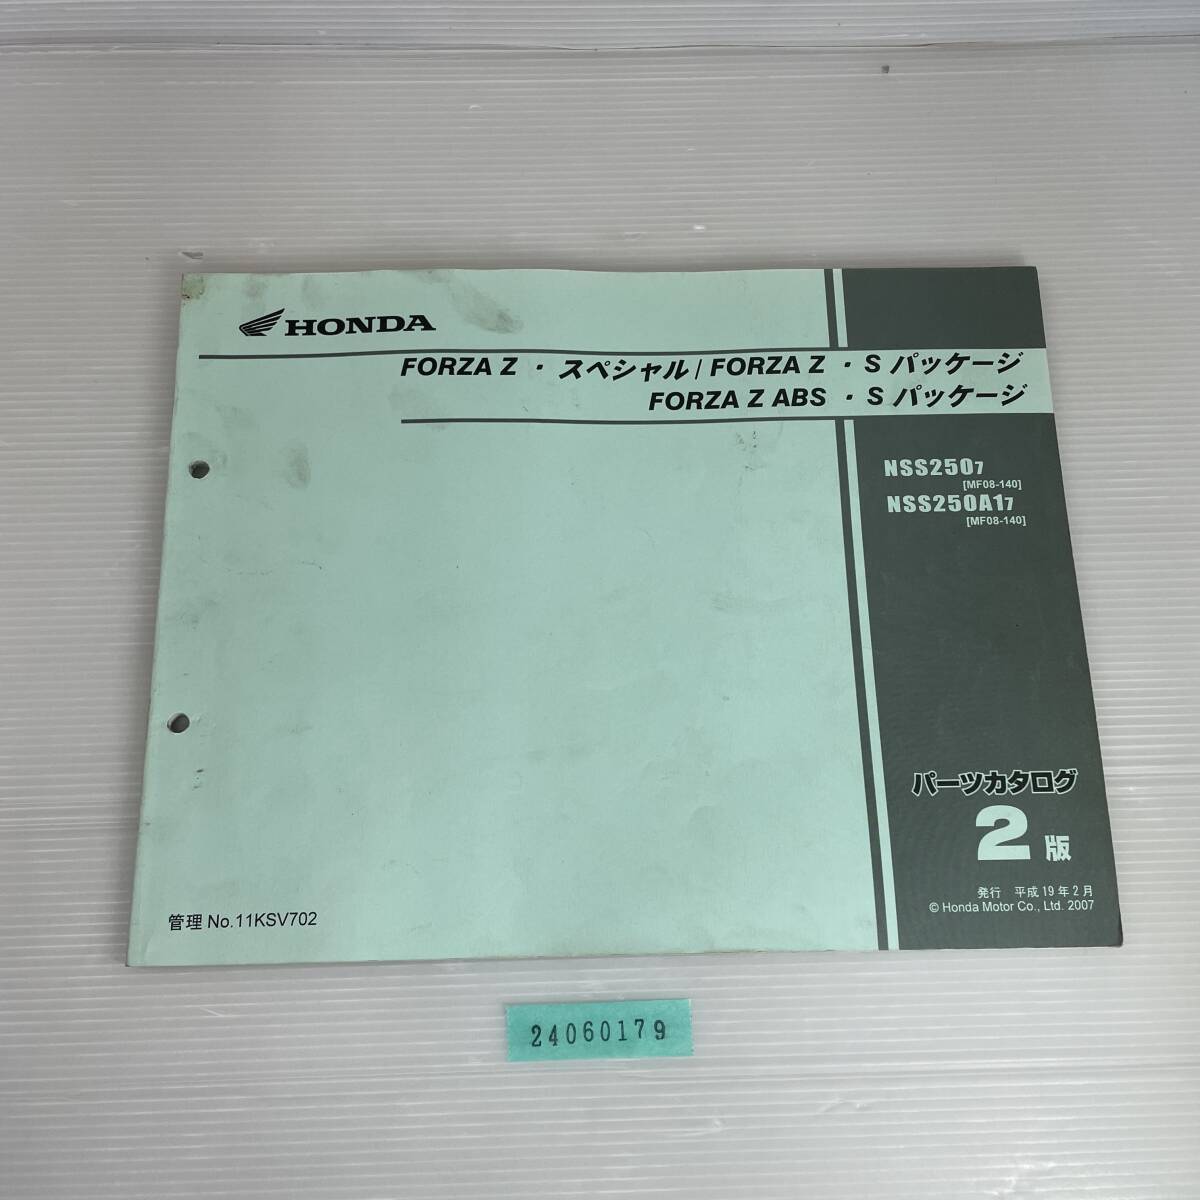 HONDA
FORZA Z ・ スペシャル / FORZA Z ・ S パッケージ
FORZA Z ABS ・ S パッケージ
NSS2507
[MF08-140]
NSS250A17
[MF08-140]
パーツカタログ
2 版
発行 平成 19 年 2 月
© Honda Motor Co., Ltd. 2007
管理 No.11KSV702
24060179